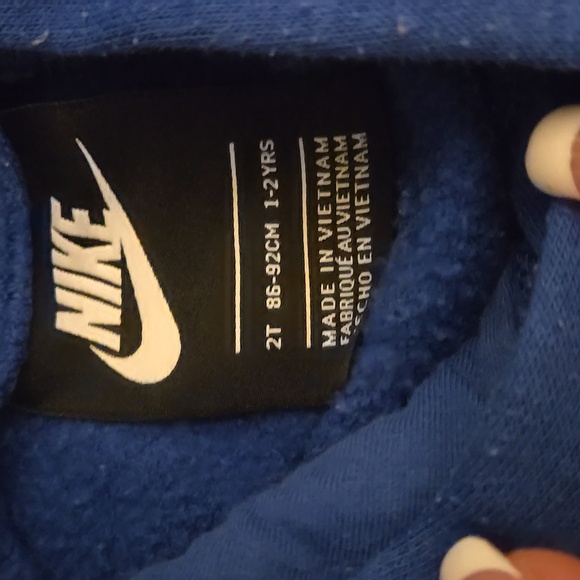 NIKE
2T 86-92CM 1-2YRS
MADE IN VIETNAM
FABRIQUÉ AU VIETNAM
HECHO EN VIETNAM